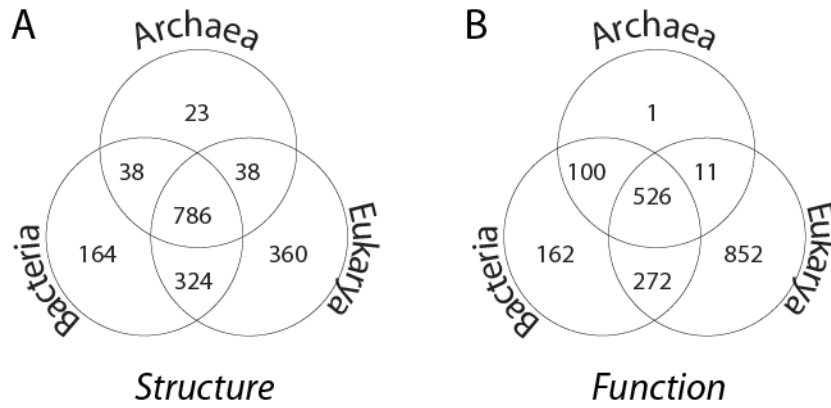 A
Archaea
23
38
38
786
164
360
324
Bacteria
Eukarya
Structure
B
Archaea
1
100
11
526
162
852
272
Bacteria
Eukarya
Function